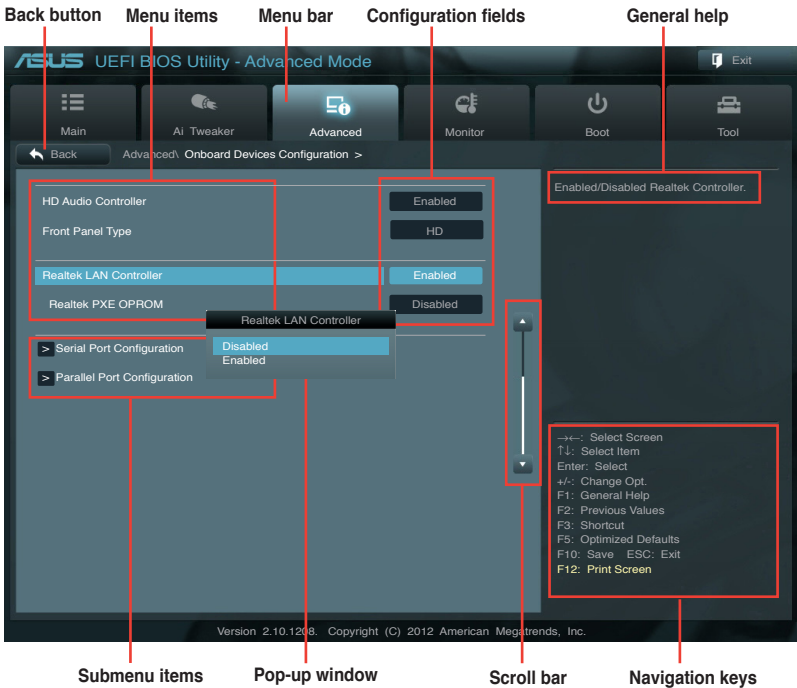 Back button Menu items Menu bar Configuration fields General help
ASUS UEFI BIOS Utility - Advanced Mode Exit
Main Ai Tweaker Advanced Monitor Boot Tool
Back Advanced\ Onboard Devices Configuration >
Enabled/Disabled Realtek Controller.
HD Audio Controller Enabled
Front Panel Type HD
Realtek LAN Controller Enabled
Realtek PXE OPROM Disabled
Realtek LAN Controller
Disabled
Enabled
> Serial Port Configuration
> Parallel Port Configuration
→←: Select Screen
↑↓: Select Item
Enter: Select
+/-: Change Opt.
F1: General Help
F2: Previous Values
F3: Shortcut
F5: Optimized Defaults
F10: Save ESC: Exit
F12: Print Screen
Version 2.10.1208. Copyright (C) 2012 American Megatrends, Inc.
Submenu items Pop-up window Scroll bar Navigation keys